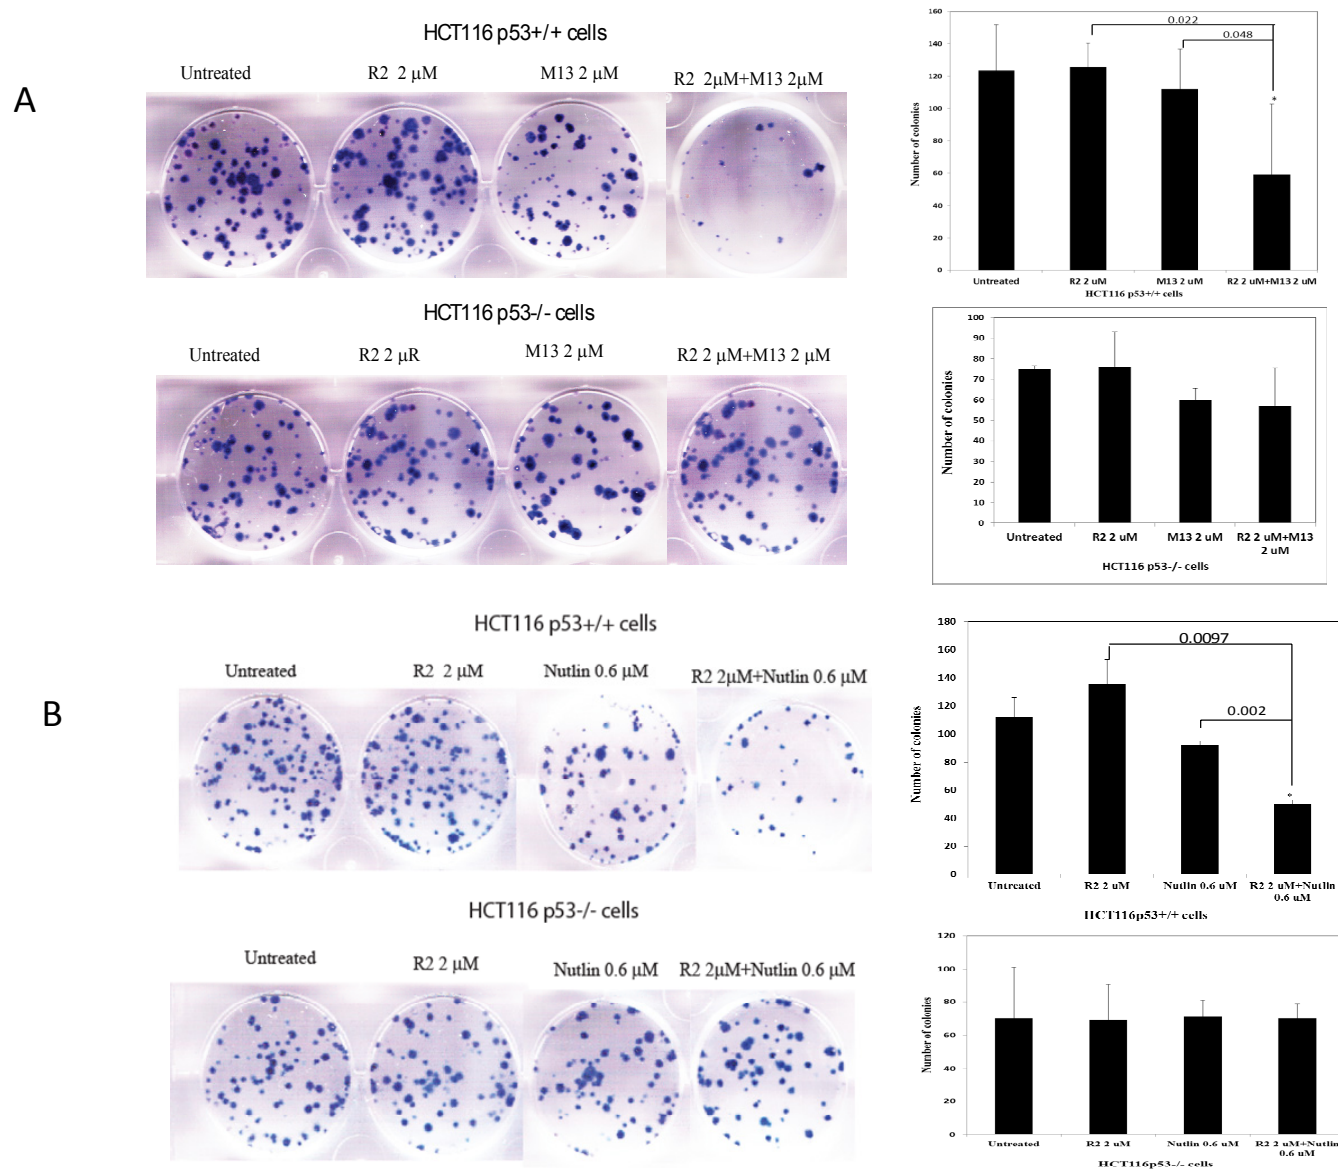 A
HCT116 p53+/+ cells
Untreated
R2 2 μM
M13 2 μM
R2 2μM+M13 2μM
160
140
120
100
80
60
40
20
0
Number of colonies
0.022
0.048
*
Untreated
R2 2 uM
M13 2 uM
R2 2 uM+M13 2 uM
HCT116 p53+/+ cells
HCT116 p53-/- cells
Untreated
R2 2 μR
M13 2 μM
R2 2 μM+M13 2 μM
100
90
80
70
60
50
40
30
20
10
0
Number of colonies
Untreated
R2 2 uM
M13 2 uM
R2 2 uM+M13
2 uM
HCT116 p53-/- cells
B
HCT116 p53+/+ cells
Untreated
R2 2 μM
Nutlin 0.6 μM
R2 2μM+Nutlin 0.6 μM
180
160
140
120
100
80
60
40
20
0
Number of colonies
0.0097
0.002
*
Untreated
R2 2 uM
Nutlin 0.6 uM
R2 2 uM+Nutlin
0.6 uM
HCT116p53+/+ cells
HCT116 p53-/- cells
Untreated
R2 2 μM
Nutlin 0.6 μM
R2 2μM+Nutlin 0.6 μM
120
100
80
60
40
20
0
Number of colonies
Untreated
R2 2 uM
Nutlin 0.6 uM
R2 2 uM+Nutlin
0.6 uM
HCT116p53-/- cells